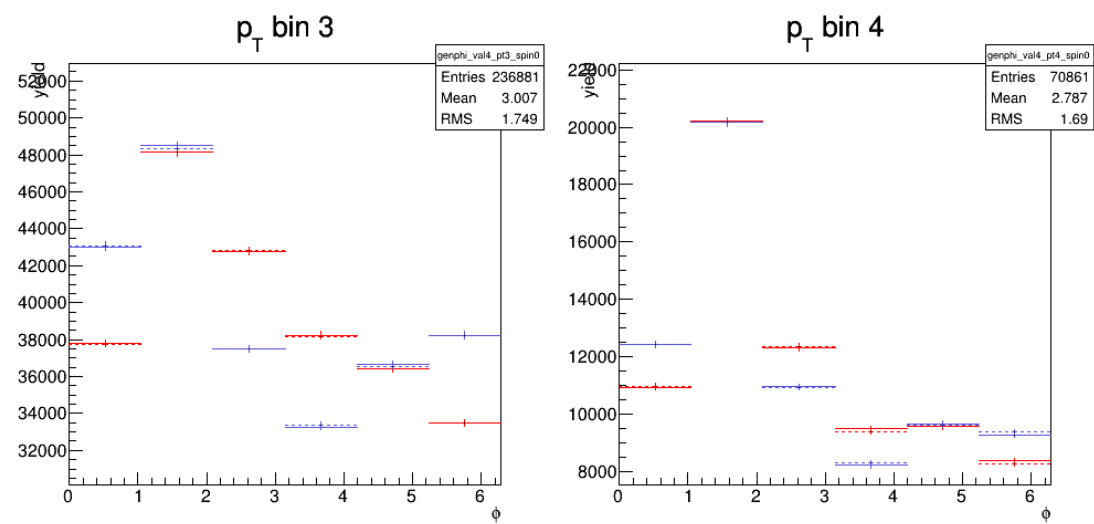 p_T bin 3
genphi_val4_pt3_spin0
Entries 236881
Mean 3.007
RMS 1.749
yield
52000
50000
48000
46000
44000
42000
40000
38000
36000
34000
32000
0 1 2 3 4 5 6
ϕ
p_T bin 4
genphi_val4_pt4_spin0
Entries 70861
Mean 2.787
RMS 1.69
yield
22000
20000
18000
16000
14000
12000
10000
8000
0 1 2 3 4 5 6
ϕ